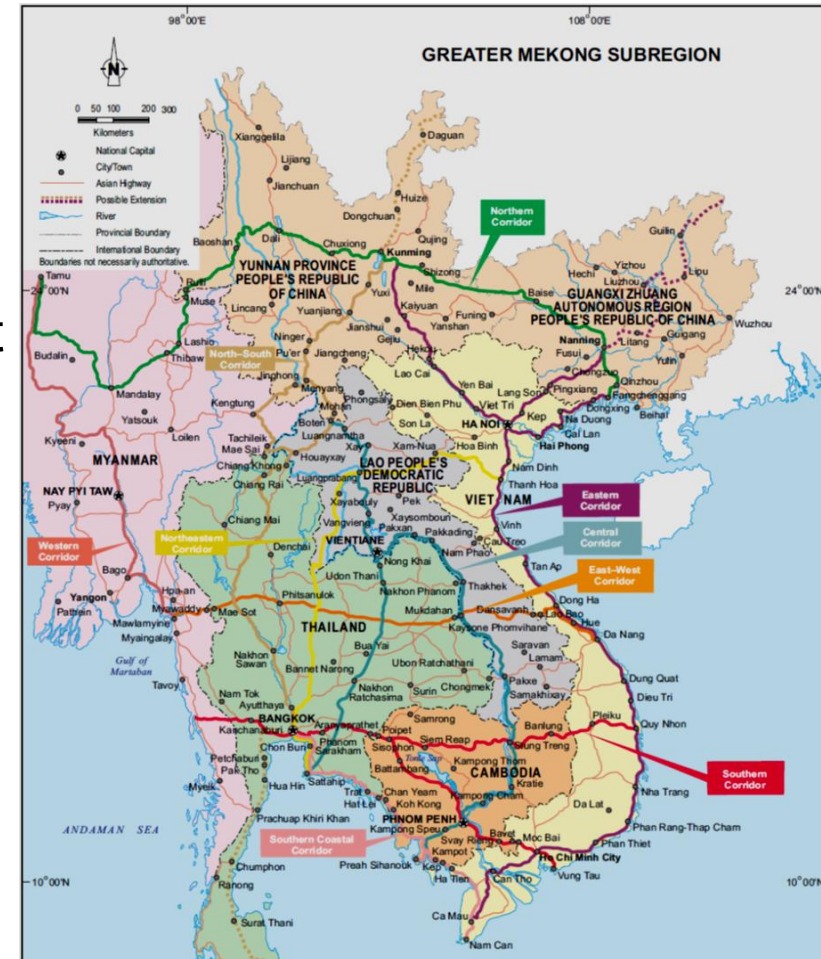 98°00'E
108°00'E
GREATER MEKONG SUBREGION
N
0 50 100 200 300
Kilometers
National Capital
City/Town
Asian Highway
Possible Extension
River
Provincial Boundary
International Boundary
Boundaries not necessarily authoritative.
Daguan
Xianggelila
Lijiang
Jianchuan
Huize
Dongchuan
Northern
Corridor
Guilin
Baoshan
Dali
Chuxiong
Kunming
Qujing
Shizong
Hechi
Yizhou
Liuzhou
Lipu
YUNNAN PROVINCE
PEOPLE'S REPUBLIC
OF CHINA
Tamu
24°00'N
Ruili
Muse
Lincang
Yuxi
Mile
Kaiyuan
Baise
GUANGXI ZHUANG
AUTONOMOUS REGION
PEOPLE'S REPUBLIC OF CHINA
24°00'N
Wuzhou
Yuanjiang
Jianshui
Gejiu
Yanshan
Funing
Nanning
Litang
Guigang
Lashio
Thibaw
Budalin
North–South
Corridor
Ninger
Pu'er
Jiangcheng
Hekou
Fusui
Yulin
Lao Cai
Chongzuo
Pingxiang
Qinzhou
Jinghong
Mandalay
Kengtung
Menyang
Mohan
Phongsaly
Yen Bai
Lang Son
Fangchenggang
Dongxing
Beihai
Yatsouk
Boten
Dien Bien Phu
Viet Tri
Kep
Na Duong
Cai Lan
Loilen
Kyeeni
Luangnamtha
Son La
HA NOI
Hai Phong
Tachileik
Mae Sai
Houayxay
Xay
Xam-Nua
Hoa Binh
MYANMAR
Chiang Khong
Chiang Rai
Luangprabang
LAO PEOPLE'S
DEMOCRATIC
REPUBLIC
Nam Dinh
Thanh Hoa
NAY PYI TAW
Pyay
Xayabouly
Pek
VIET NAM
Eastern
Corridor
Chiang Mai
Vangvieng
Xaysomboun
Pakxan
Vinh
Western
Corridor
Northeastern
Corridor
Denchai
VIENTIANE
Pakkading
Cau Treo
Nam Phao
Central
Corridor
Bago
Nong Khai
Tan Ap
Udon Thani
Nakhon Phanom
Thakhek
East–West
Corridor
Yangon
Pathein
Hpa-an
Myawaddy
Mae Sot
Phitsanulok
Mukdahan
Dansavanh
Lao Bao
Dong Ha
Hue
Mawlamyine
Myaingalay
THAILAND
Kaysone Phomvihane
Da Nang
Gulf of
Martaban
Nakhon
Sawan
Bua Yai
Bannet Narong
Ubon Ratchathani
Saravan
Lamam
Tavoy
Nam Tok
Nakhon
Ratchasima
Surin
Chongmek
Pakxe
Samakhixay
Dung Quat
Dieu Tri
Ayutthaya
BANGKOK
Kanchanaburi
Aranyaprathet
Poipet
Samrong
Banlung
Pleiku
Quy Nhon
Chon Buri
Phanom
Sarakham
Sisophon
Siem Reap
Stung Treng
Petchaburi
Pak Tho
Battambang
Tonle Sap
Kampong Thom
CAMBODIA
Kratie
Southern
Corridor
Myeik
Hua Hin
Sattahip
Trat
Hat Lei
Chan Yeam
Koh Kong
Kampong Cham
Nha Trang
Da Lat
ANDAMAN SEA
Prachuap Khiri Khan
PHNOM PENH
Kampong Speu
Phan Rang-Thap Cham
Southern Coastal
Corridor
Svay Rieng
Bavet
Moc Bai
Phan Thiet
Kampot
Preah Sihanouk
Kep
Ha Tien
Ho Chi Minh City
Vung Tau
10°00'N
Chumphon
Ranong
Can Tho
10°00'N
Surat Thani
Ca Mau
Nam Can